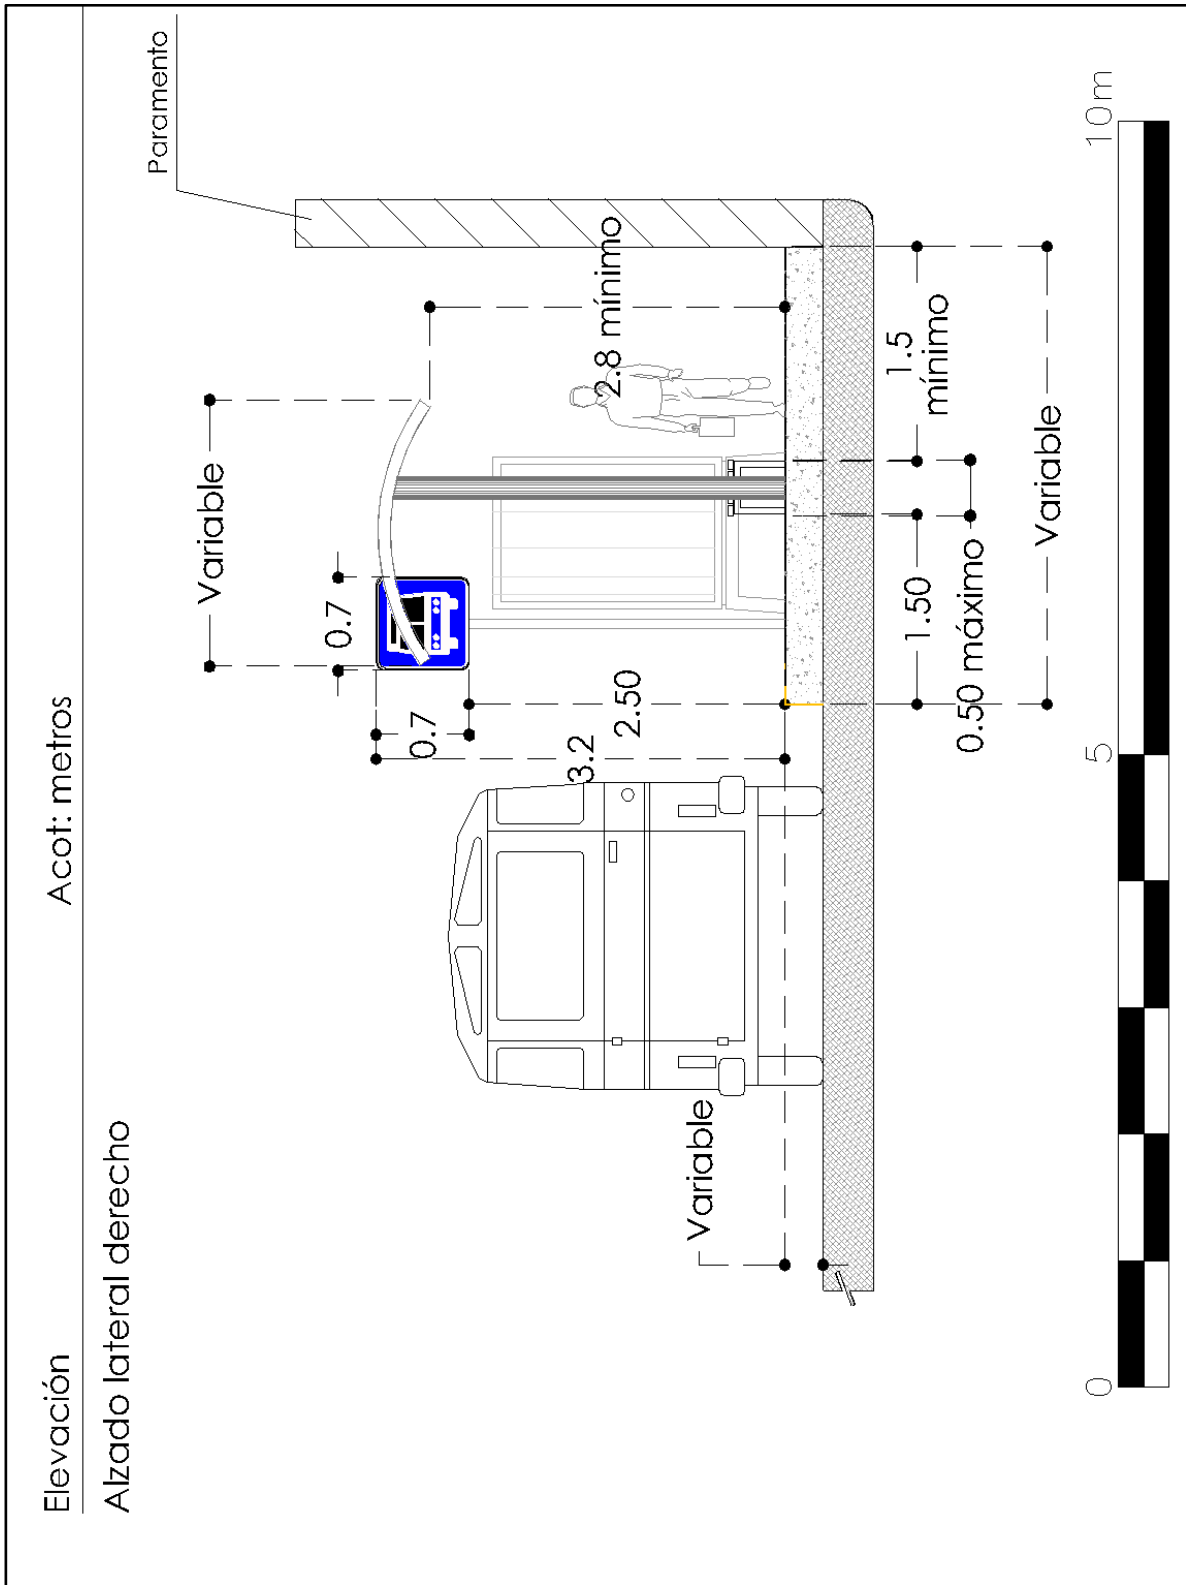 Elevación
Acot: metros
Alzado lateral derecho
Paramento
Variable
0.7
0.7
2.50
3.2
2.8 mínimo
Variable
1.5
mínimo
1.50
0.50 máximo
Variable
0
5
10m